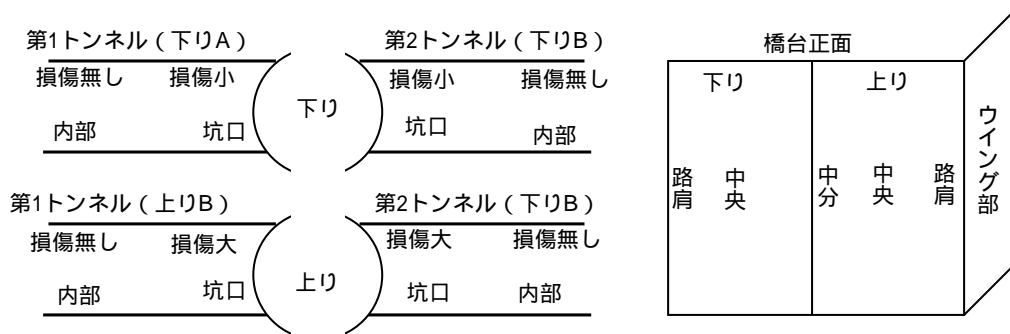 第1トンネル（下りA）
損傷無し 損傷小
内部 坑口
下り
第2トンネル（下りB）
損傷小 損傷無し
坑口 内部
第1トンネル（上りB）
損傷無し 損傷大
内部 坑口
上り
第2トンネル（下りB）
損傷大 損傷無し
坑口 内部
橋台正面
下り 上り
路肩
中央
中分
中央
路肩
ウイング部